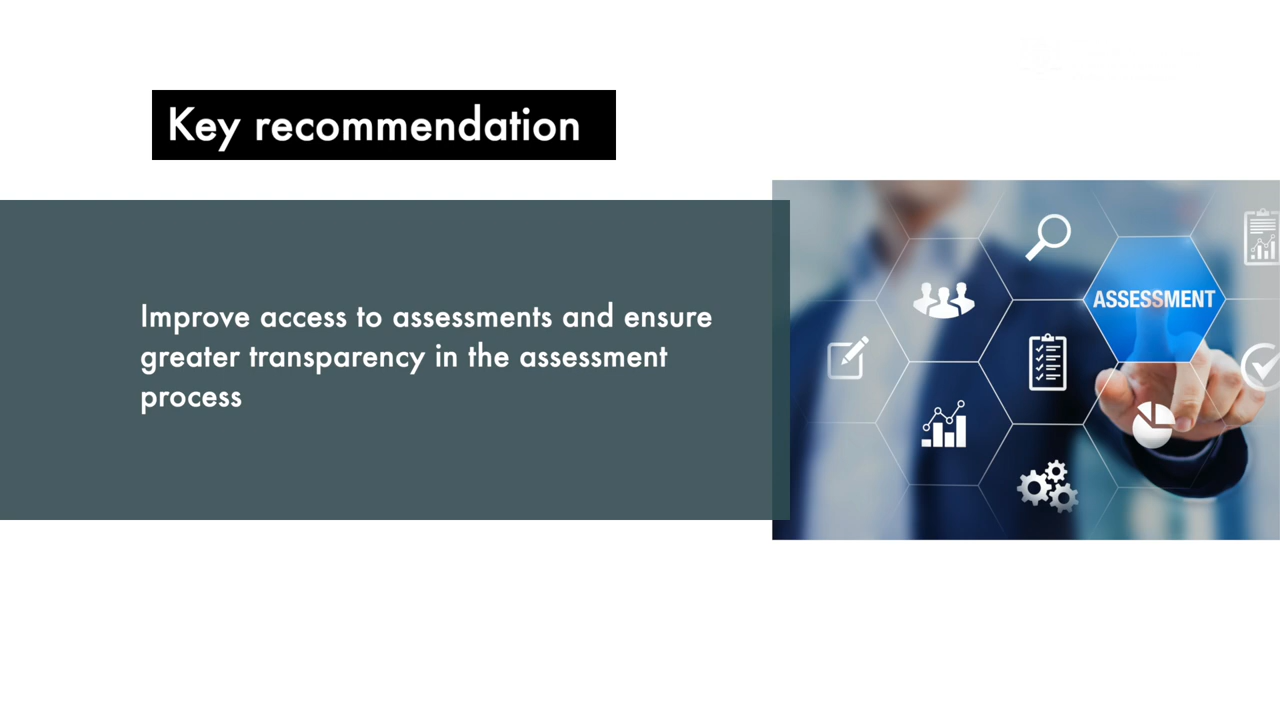 Key recommendation
Improve access to assessments and ensure
greater transparency in the assessment
process
ASSESSMENT